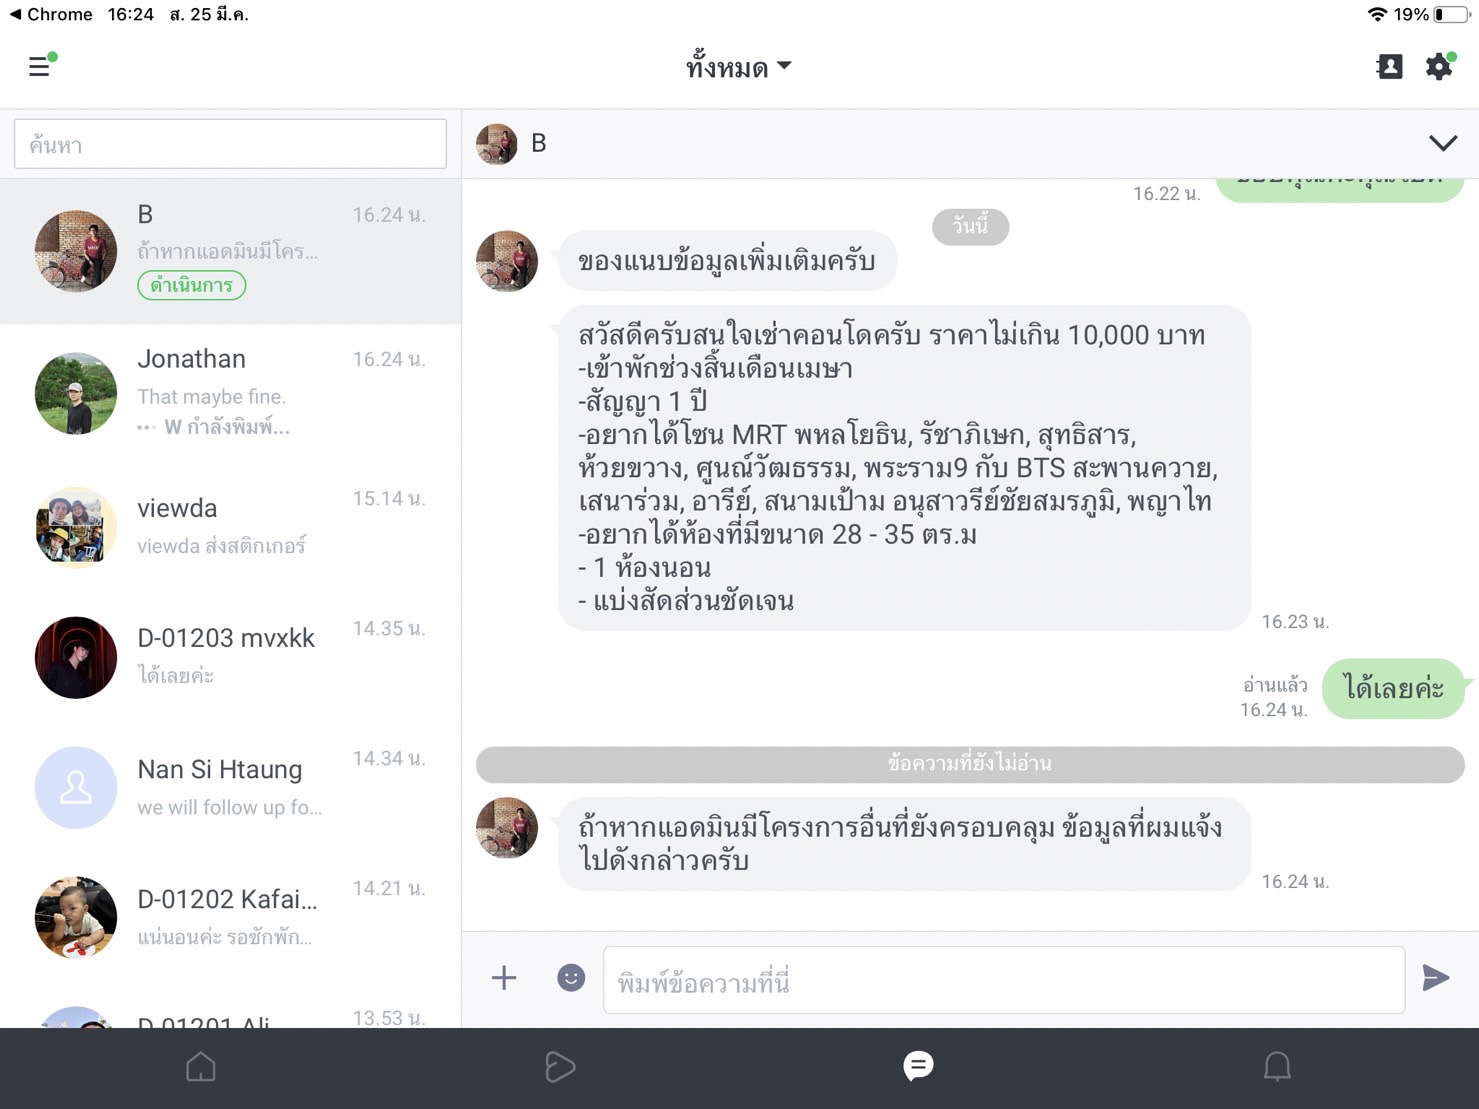 Chrome 16:24 ส. 25 มี.ค.
19%
ทั้งหมด
ค้นหา
B
16.24 น.
ถ้าหากแอดมินมีโคร...
ดำเนินการ
Jonathan
16.24 น.
That maybe fine.
W กำลังพิมพ์...
viewda
15.14 น.
viewda ส่งสติกเกอร์
D-01203 mvxkk
14.35 น.
ได้เลยค่ะ
Nan Si Htaung
14.34 น.
we will follow up fo...
D-01202 Kafai...
14.21 น.
แน่นอนค่ะ รอซักพัก...
D-01201 Ali
13.53 น.
B
16.22 น.
วันนี้
ของแนบข้อมูลเพิ่มเติมครับ
สวัสดีครับสนใจเช่าคอนโดครับ ราคาไม่เกิน 10,000 บาท
-เข้าพักช่วงสิ้นเดือนเมษา
-สัญญา 1 ปี
-อยากได้โซน MRT พหลโยธิน, รัชาภิเษก, สุทธิสาร,
ห้วยขวาง, ศูนณ์วัฒธรรม, พระราม9 กับ BTS สะพานควาย,
เสนาร่วม, อารีย์, สนามเป้าม อนุสาวรีย์ชัยสมรภูมิ, พญาไท
-อยากได้ห้องที่มีขนาด 28 - 35 ตร.ม
- 1 ห้องนอน
- แบ่งสัดส่วนชัดเจน
16.23 น.
ได้เลยค่ะ
อ่านแล้ว
16.24 น.
ข้อความที่ยังไม่อ่าน
ถ้าหากแอดมินมีโครงการอื่นที่ยังครอบคลุม ข้อมูลที่ผมแจ้ง
ไปดังกล่าวครับ
16.24 น.
พิมพ์ข้อความที่นี่